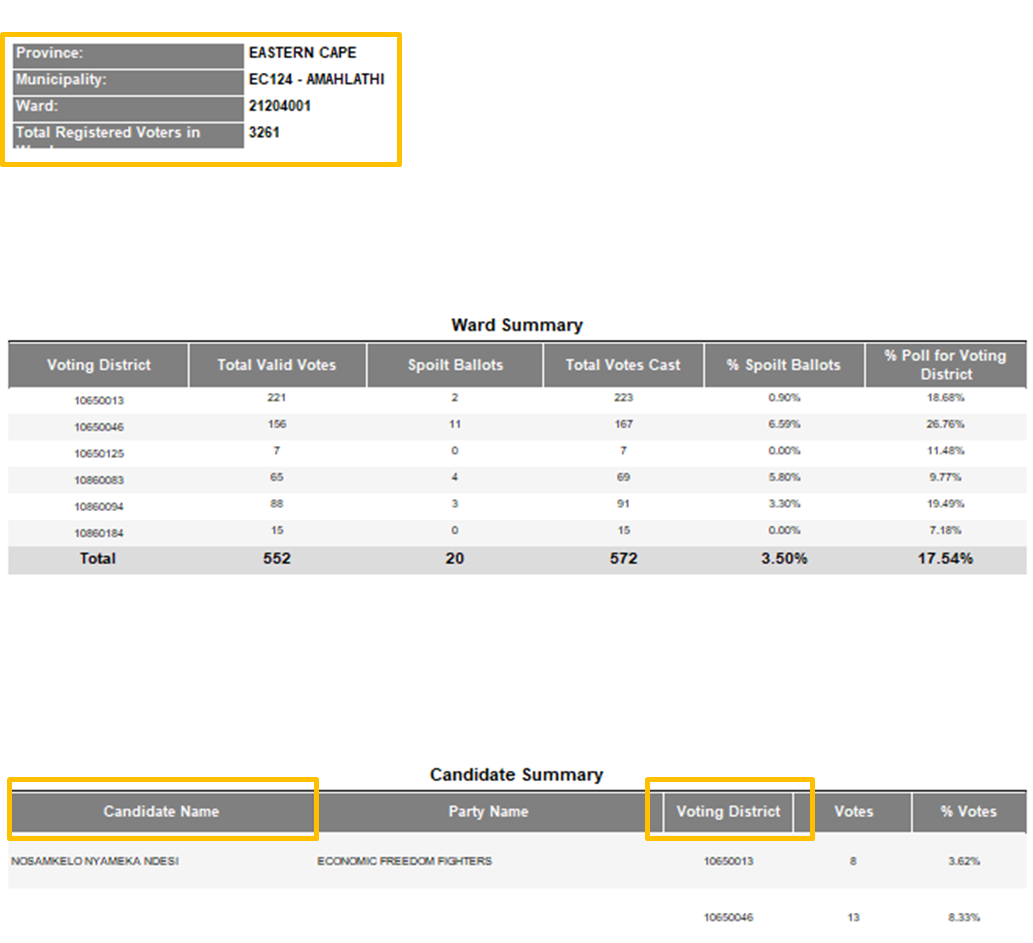 Province: EASTERN CAPE
Municipality: EC124 - AMAHLATHI
Ward: 21204001
Total Registered Voters in 3261
Ward Summary
Voting District Total Valid Votes Spoilt Ballots Total Votes Cast % Spoilt Ballots % Poll for Voting District
10650013 221 2 223 0.90% 18.68%
10650046 156 11 167 6.59% 26.76%
10650125 7 0 7 0.00% 11.48%
10860083 65 4 69 5.80% 9.77%
10860094 88 3 91 3.30% 19.49%
10860184 15 0 15 0.00% 7.18%
Total 552 20 572 3.50% 17.54%
Candidate Summary
Candidate Name Party Name Voting District Votes % Votes
NOSAMKELO NYAMEKA NDESI ECONOMIC FREEDOM FIGHTERS 10650013 8 3.62%
10650046 13 8.33%